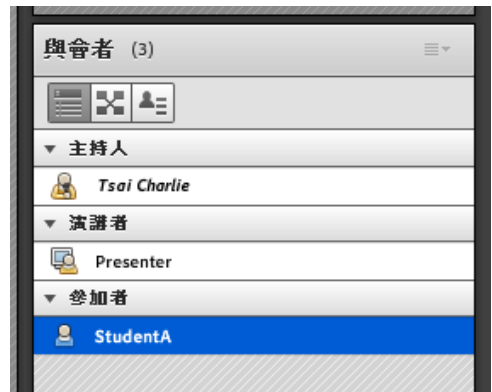 與會者 (3)
主持人
Tsai Charlie
演講者
Presenter
參加者
StudentA